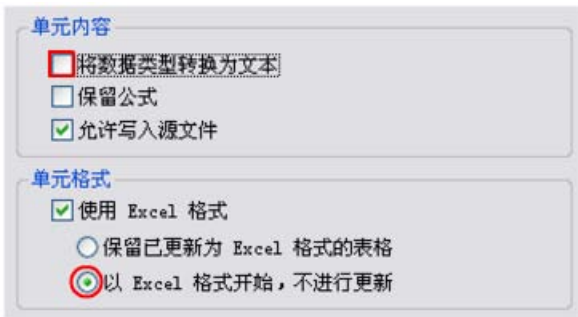 单元内容
将数据类型转换为文本
保留公式
允许写入源文件
单元格式
使用 Excel 格式
保留已更新为 Excel 格式的表格
以 Excel 格式开始，不进行更新